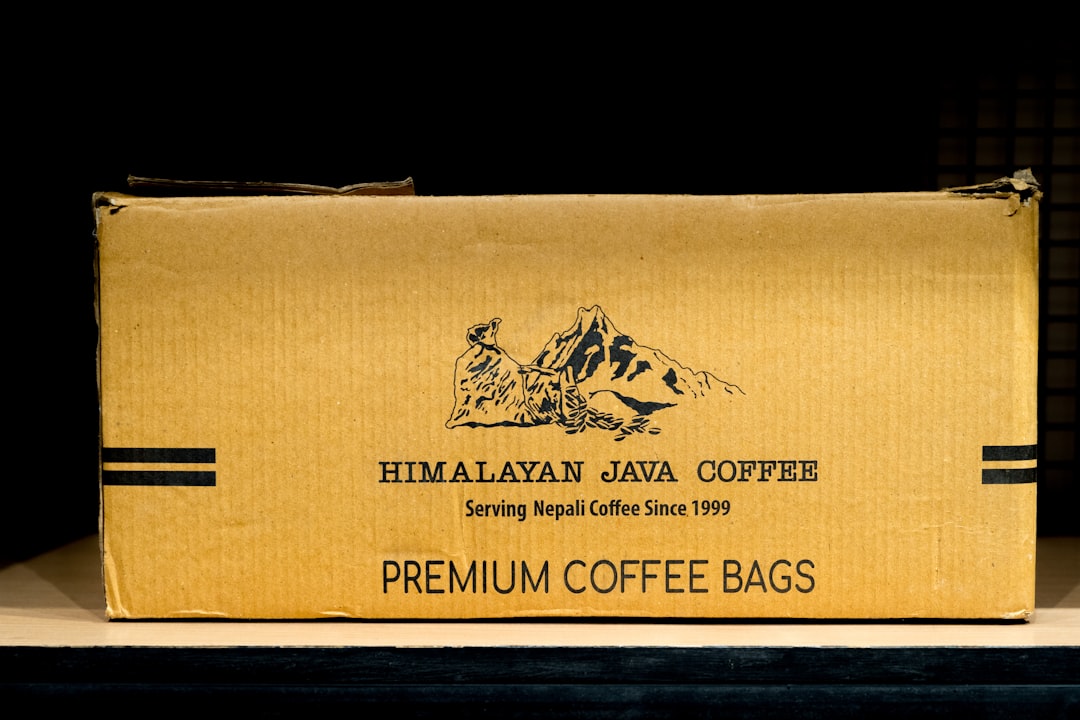 HIMALAYAN JAVA COFFEE
Serving Nepali Coffee Since 1999
PREMIUM COFFEE BAGS